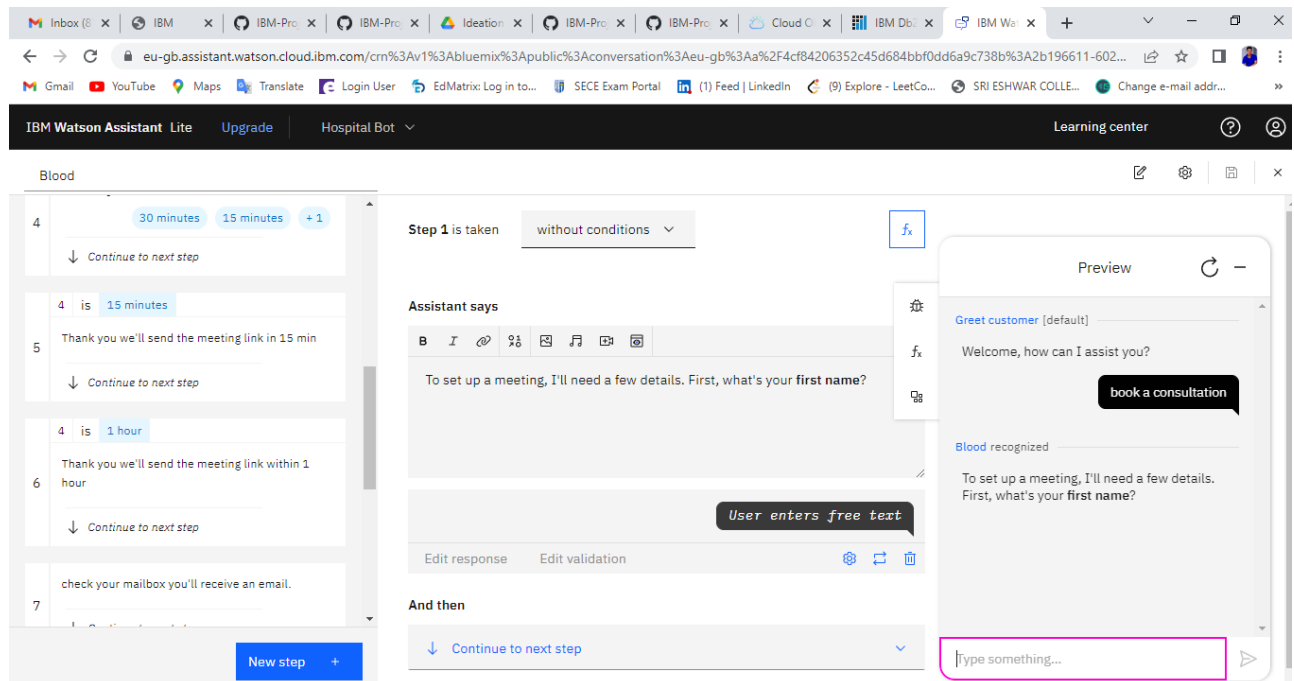 Inbox (8
IBM
IBM-Proj
IBM-Proj
Ideation
IBM-Proj
IBM-Proj
Cloud O
IBM Db2
IBM Wat
eu-gb.assistant.watson.cloud.ibm.com/crn%3Av1%3Abluemix%3Apublic%3Aconversation%3Aeu-gb%3Aa%2F4cf84206352c45d684bbf0dd6a9c738b%3A2b196611-602...
Gmail
YouTube
Maps
Translate
Login User
EdMatrix: Log in to...
SECE Exam Portal
(1) Feed | LinkedIn
(9) Explore - LeetCo...
SRI ESHWAR COLLE...
Change e-mail addr...
»
IBM Watson Assistant Lite
Upgrade
Hospital Bot
Learning center
Blood
4
30 minutes
15 minutes
+ 1
Continue to next step
5
4 is 15 minutes
Thank you we'll send the meeting link in 15 min
Continue to next step
6
4 is 1 hour
Thank you we'll send the meeting link within 1
hour
Continue to next step
7
check your mailbox you'll receive an email.
New step +
Step 1 is taken
without conditions
fx
Assistant says
B
I
To set up a meeting, I'll need a few details. First, what's your first name?
User enters free text
Edit response
Edit validation
And then
Continue to next step
fx
Preview
Greet customer [default]
Welcome, how can I assist you?
book a consultation
Blood recognized
To set up a meeting, I'll need a few details.
First, what's your first name?
Type something...